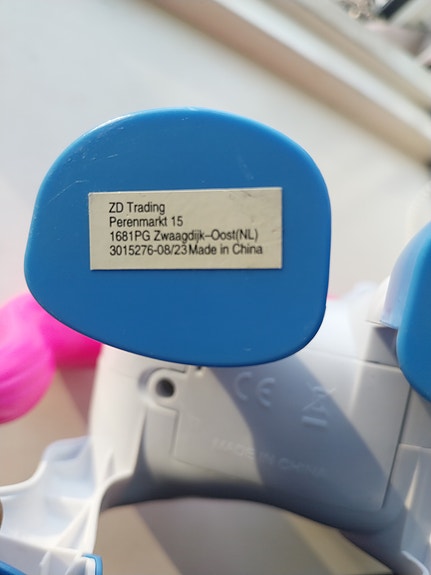 ZD Trading
Perenmarkt 15
1681PG Zwaagdijk–Oost(NL)
3015276-08/23 Made in China
CE
MADE IN CHINA